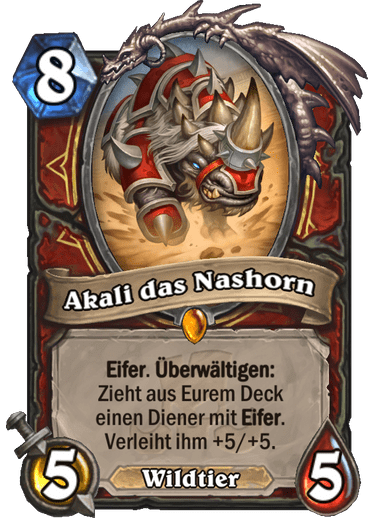 8
Akali das Nashorn
Eifer. Überwältigen:
Zieht aus Eurem Deck
einen Diener mit Eifer.
Verleiht ihm +5/+5.
5 Wildtier 5